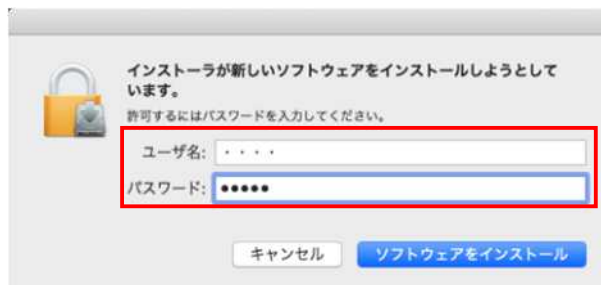 インストーラが新しいソフトウェアをインストールしようとして
います。
許可するにはパスワードを入力してください。
ユーザ名: ・・・・
パスワード: ●●●●●
キャンセル ソフトウェアをインストール